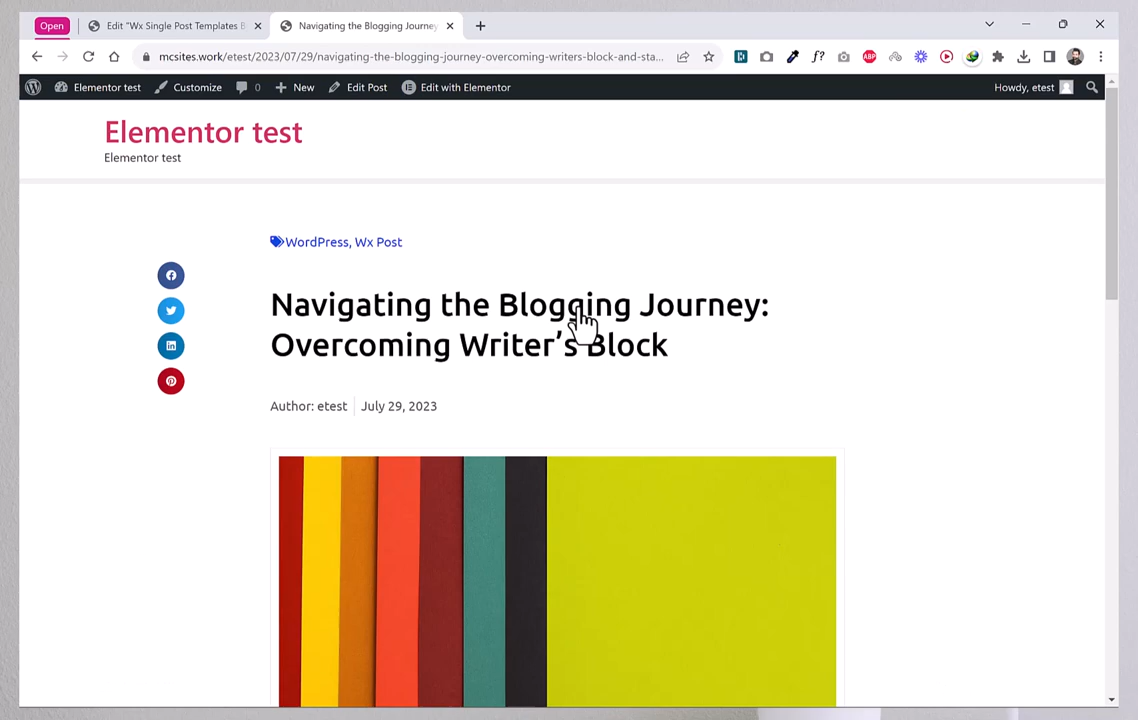 Open
Edit "Wx Single Post Templates B
Navigating the Blogging Journey
mcsites.work/etest/2023/07/29/navigating-the-blogging-journey-overcoming-writers-block-and-sta...
f?
ABP
Elementor test
Customize
0
New
Edit Post
Edit with Elementor
Howdy, etest
Elementor test
Elementor test
WordPress, Wx Post
Navigating the Blogging Journey:
Overcoming Writer’s Block
Author: etest
July 29, 2023